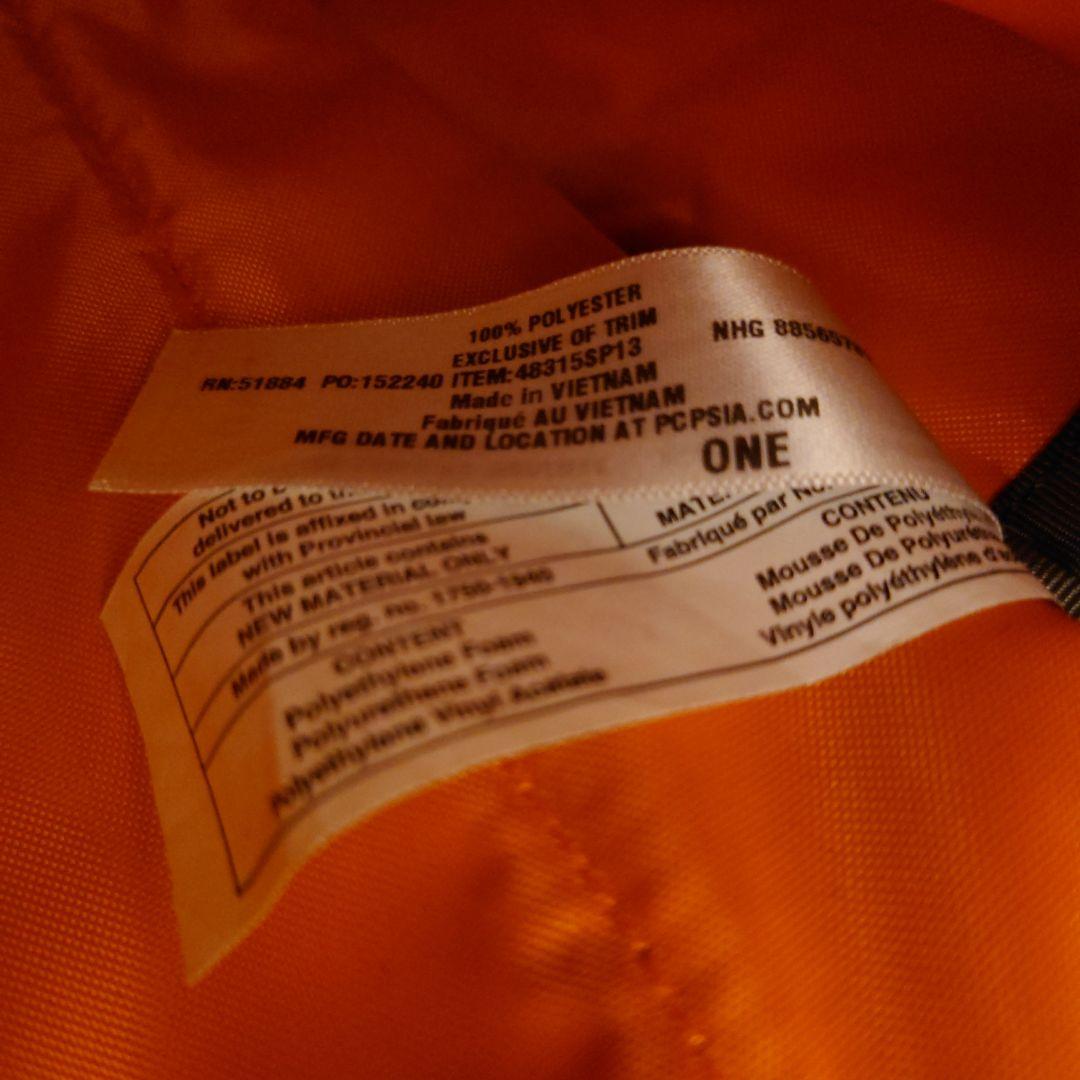 100% POLYESTER
EXCLUSIVE OF TRIM
RN:51884 PO:152240 ITEM:48315SP13
Made in VIETNAM
Fabriqué AU VIETNAM
MFG DATE AND LOCATION AT PCPSIA.COM
NHG
ONE
Not to
delivered to
This label is affixed in
with Provincial law
This article contains
NEW MATERIAL ONLY
Made by reg. no.
CONTENT
Polyethylene Foam
Polyurethane Foam
Polyethylene Vinyl Acetate
Fabriqué par
CONTENU
Mousse De
Mousse De
Vinyle polyéthylène